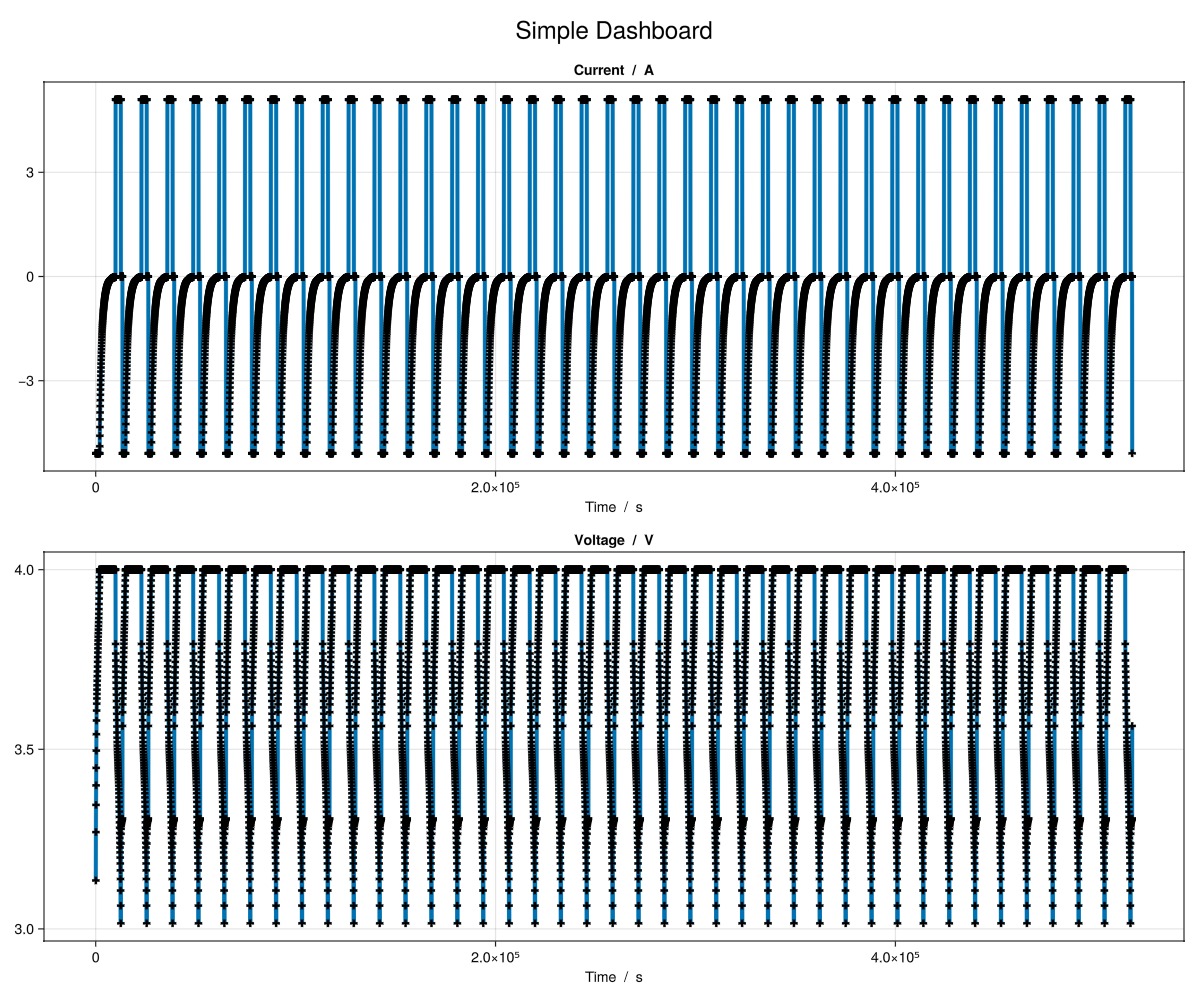 Simple Dashboard
Current / A
3
0
−3
0 2.0×10⁵ 4.0×10⁵
Time / s
Voltage / V
4.0
3.5
3.0
0 2.0×10⁵ 4.0×10⁵
Time / s